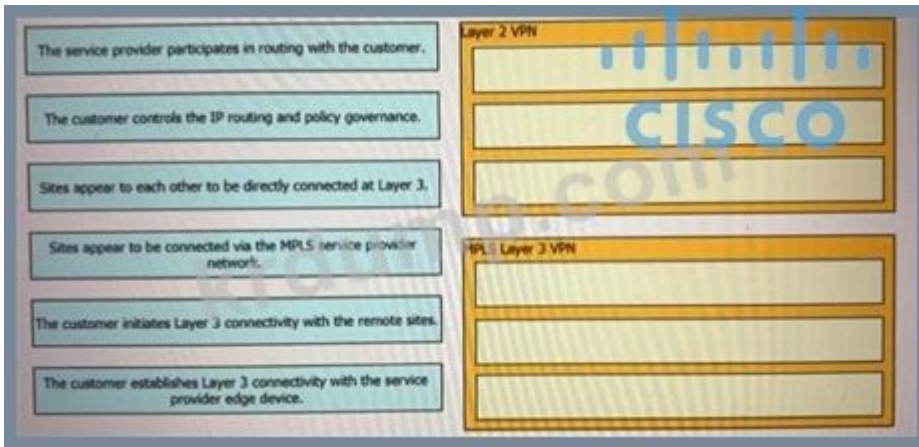 The service provider participates in routing with the customer.
The customer controls the IP routing and policy governance.
Sites appear to each other to be directly connected at Layer 3.
Sites appear to be connected via the MPLS service provider
network.
The customer initiates Layer 3 connectivity with the remote sites.
The customer establishes Layer 3 connectivity with the service
provider edge device.
Layer 2 VPN
CISCO
MPLS Layer 3 VPN